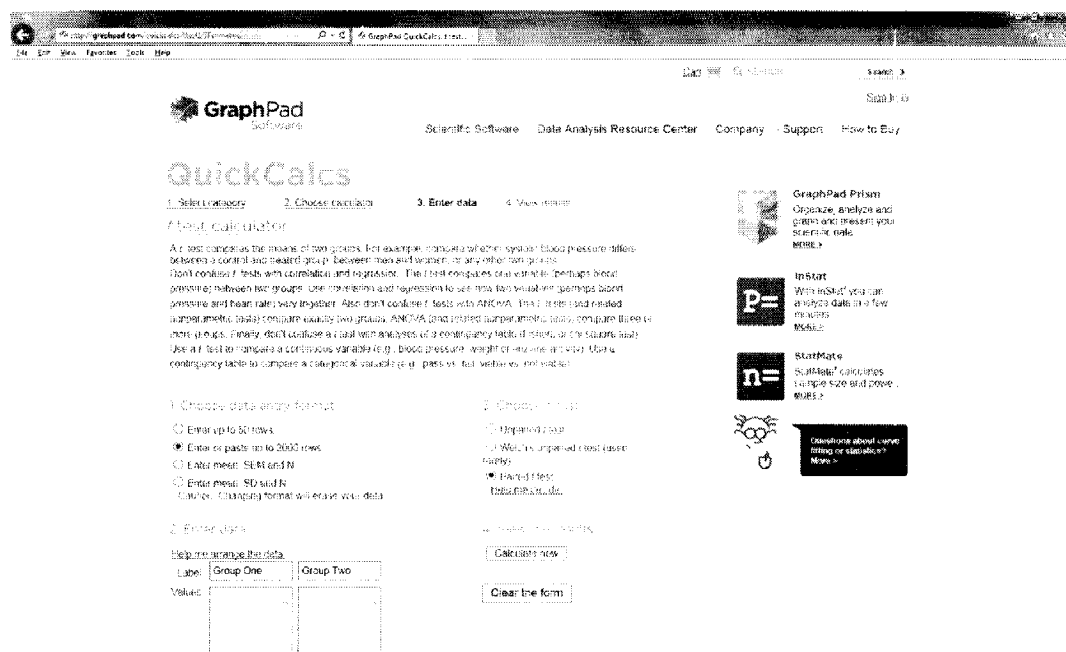 GraphPad QuickCalcs: t test...
Edit View Favorites Tools Help
Cart
Search
Sign In
GraphPad
Software
Scientific Software Data Analysis Resource Center Company Support How to Buy
QuickCalcs
1. Select category 2. Choose calculator 3. Enter data 4. View results
t test calculator
A t test compares the means of two groups. For example, compare whether systolic blood pressure differs
between a control and treated group, between men and women, or any other two groups.
Don't confuse t tests with correlation and regression. The t test compares one variable (perhaps blood
pressure) between two groups. Use correlation and regression to see how two variables (perhaps blood
pressure and heart rate) vary together. Also don't confuse t tests with ANOVA. The t tests (and related
nonparametric tests) compare exactly two groups. ANOVA (and related nonparametric tests) compare three or
more groups. Finally, don't confuse a t test with analyses of a contingency table
Use a t test to compare a continuous variable (e.g., blood pressure, weight or enzyme activity). Use a
contingency table to compare a categorical variable (e.g., pass vs. fail, viable vs. not viable).
GraphPad Prism
Organize, analyze and
graph and present your
scientific data.
MORE >
P=
InStat
With InStat you can
analyze data in a few
minutes.
MORE >
n=
StatMate
StatMate calculates
sample size and power.
MORE >
Questions about curve
fitting or statistics?
More >
1. Choose data entry format
Enter up to 50 rows.
Enter or paste up to 2000 rows.
Enter mean, SEM and N.
Enter mean, SD and N.
Caution: Changing format will erase your data.
Unpaired t test
Welch's unpaired t test (used
rarely)
Paired t test
2. Enter data
Help me arrange the data
Label: Group One Group Two
Values:
Calculate now
Clear the form